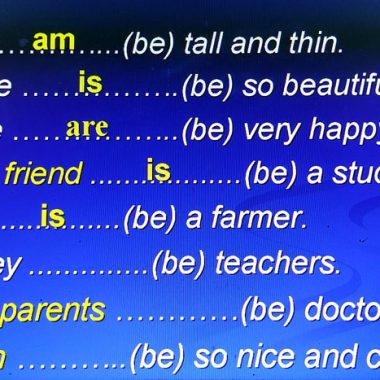 ..........am.......(be) tall and thin.
e .........is.........(be) so beautifu
e .........are.........(be) very happy
friend .........is.........(be) a stud
.......is.........(be) a farmer.
ey ...............(be) teachers.
parents …………(be) docto
………..(be) so nice and c